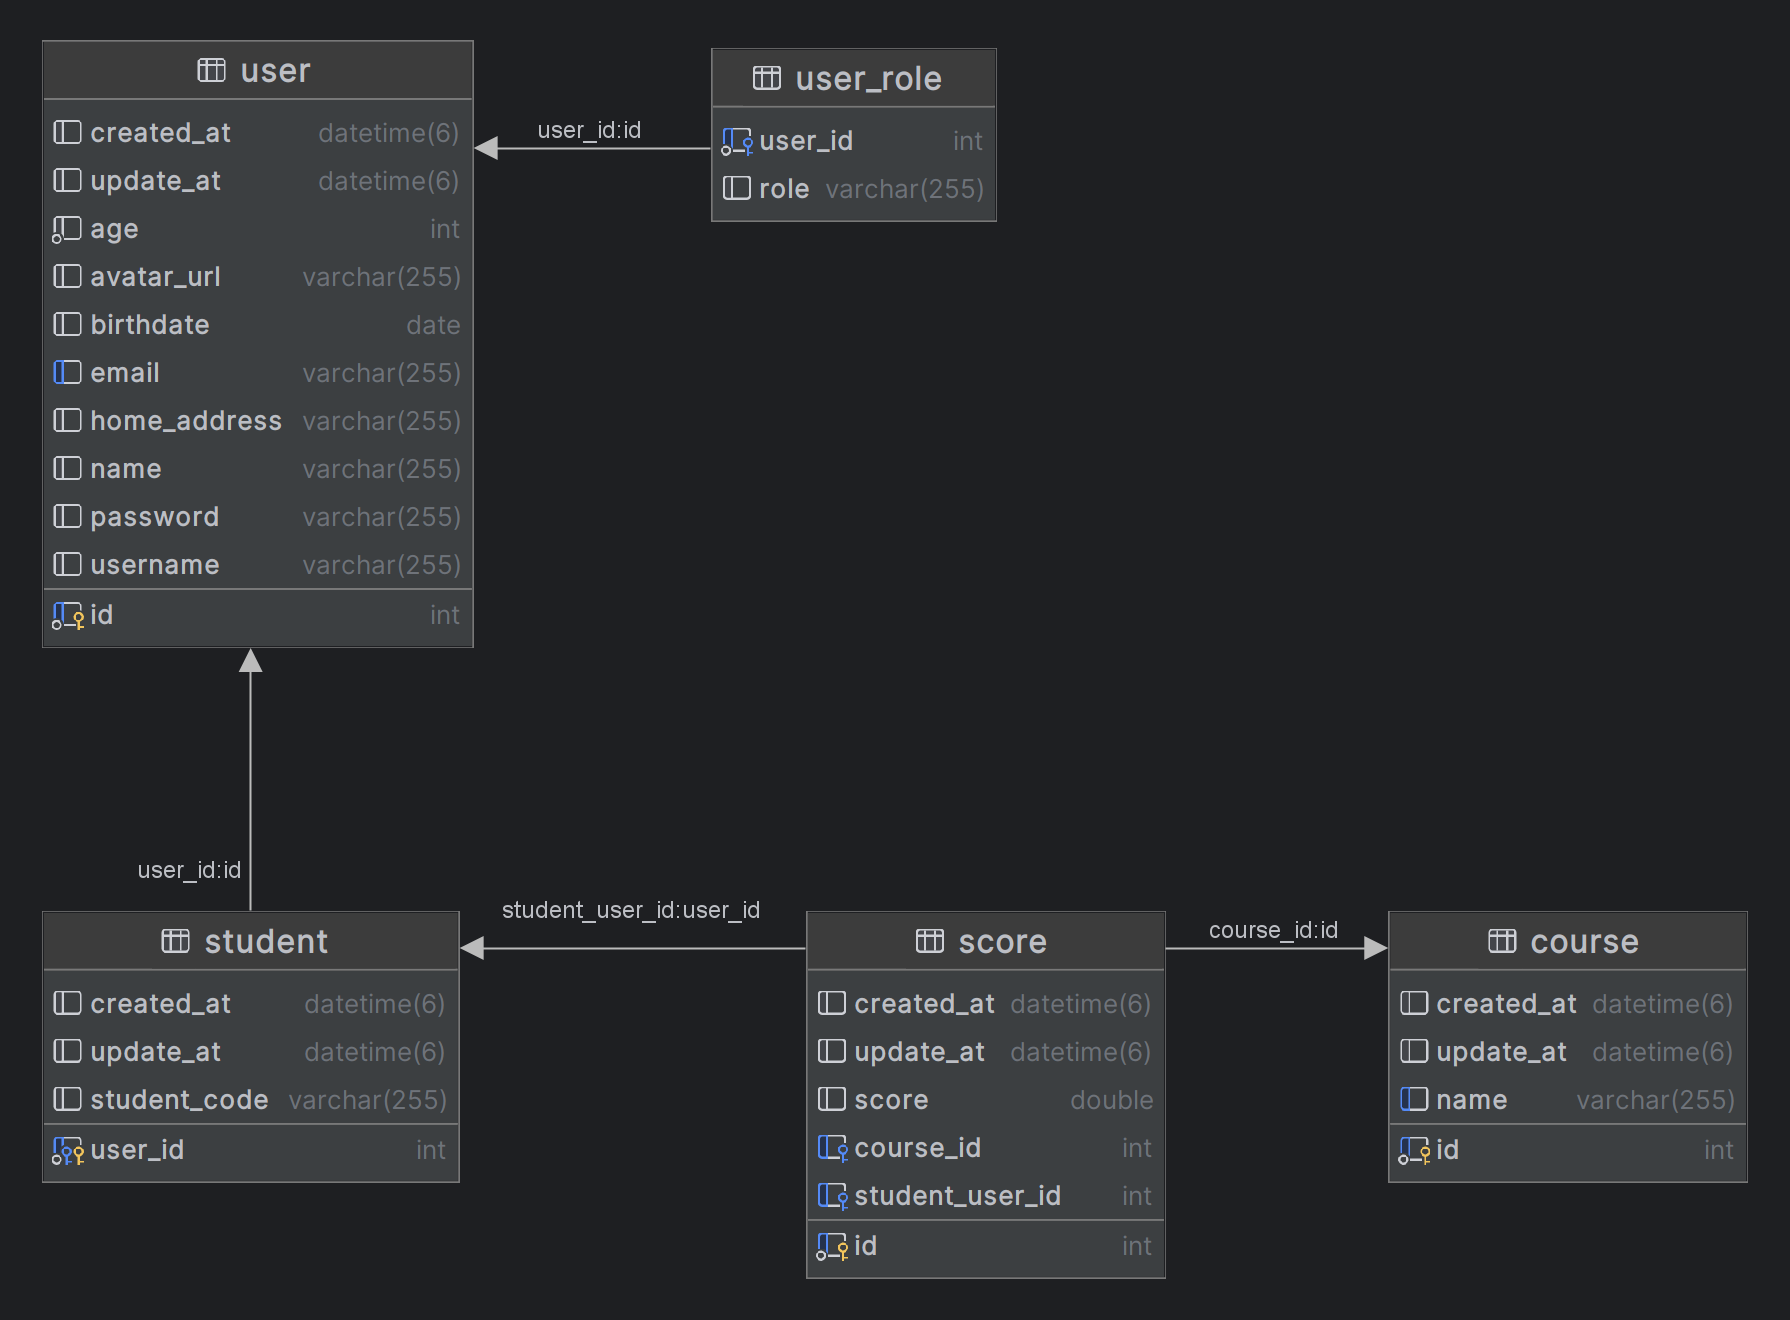 user
created_at datetime(6)
update_at datetime(6)
age int
avatar_url varchar(255)
birthdate date
email varchar(255)
home_address varchar(255)
name varchar(255)
password varchar(255)
username varchar(255)
id int
user_id:id
user_role
user_id int
role varchar(255)
user_id:id
student
created_at datetime(6)
update_at datetime(6)
student_code varchar(255)
user_id int
student_user_id:user_id
score
created_at datetime(6)
update_at datetime(6)
score double
course_id int
student_user_id int
id int
course_id:id
course
created_at datetime(6)
update_at datetime(6)
name varchar(255)
id int